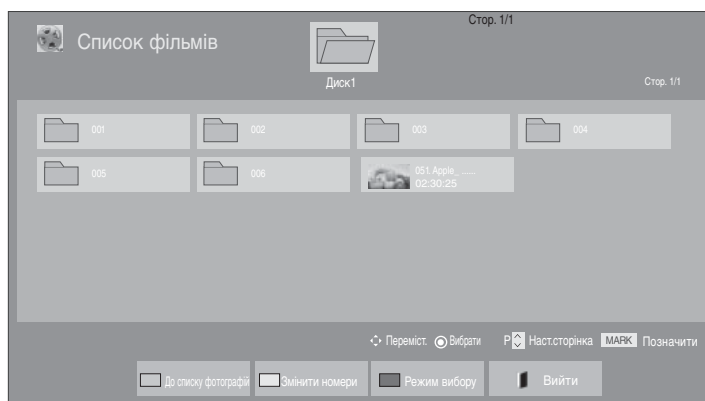 Стор. 1/1
Список фільмів
Диск1
Стор. 1/1
001
002
003
004
005
006
051. Apple_ ......
02:30:25
Переміст.
Вибрати
P
Наст.сторінка
MARK
Позначити
До списку фотографій
Змінити номери
Режим вибору
Вийти